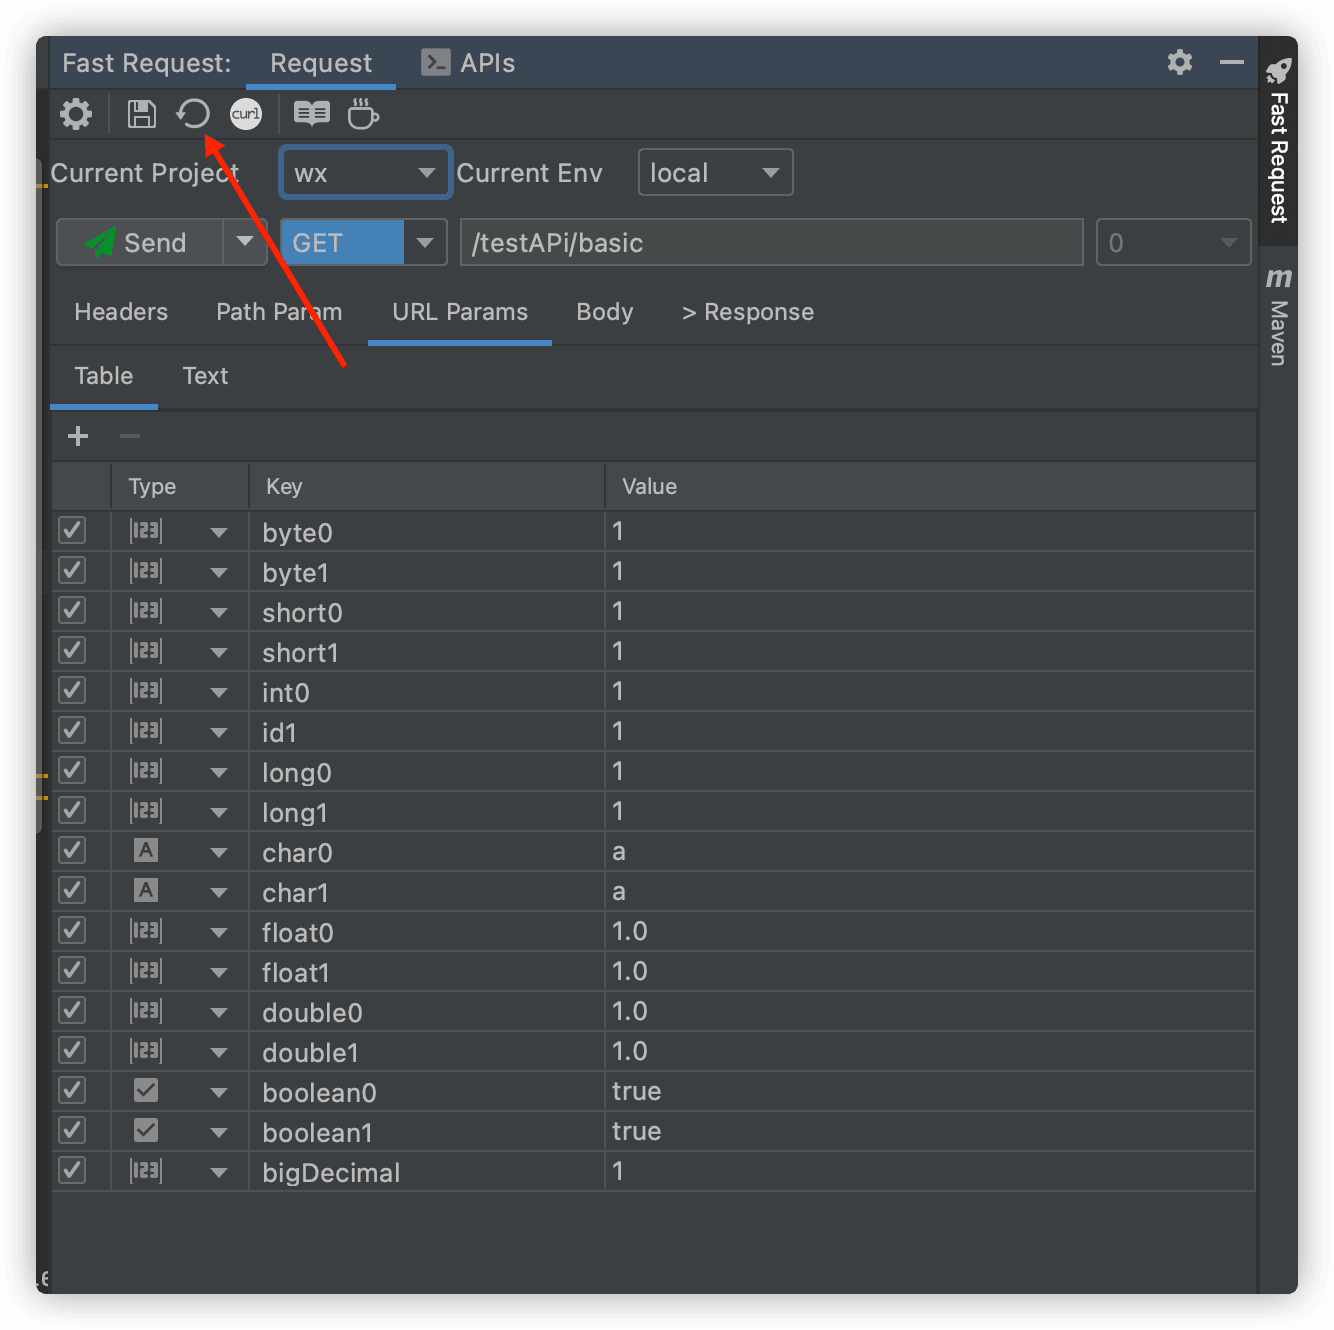 Fast Request: Request APIs
curl
Current Project wx Current Env local
Send GET /testAPi/basic 0
Headers Path Param URL Params Body > Response
Table Text
Type Key Value
123 byte0 1
123 byte1 1
123 short0 1
123 short1 1
123 int0 1
123 id1 1
123 long0 1
123 long1 1
A char0 a
A char1 a
123 float0 1.0
123 float1 1.0
123 double0 1.0
123 double1 1.0
boolean0 true
boolean1 true
123 bigDecimal 1
Fast Request
m Maven